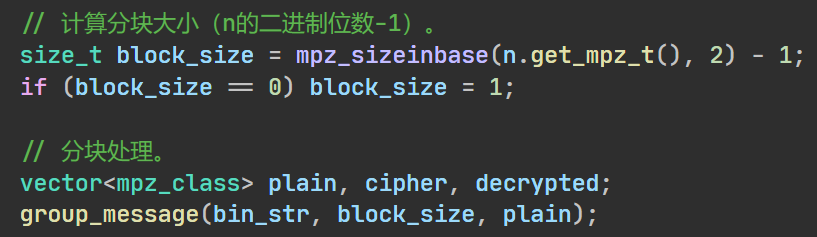 // 计算分块大小（n的二进制位数-1）。
size_t block_size = mpz_sizeinbase(n.get_mpz_t(), 2) - 1;
if (block_size == 0) block_size = 1;
// 分块处理。
vector<mpz_class> plain, cipher, decrypted;
group_message(bin_str, block_size, plain);